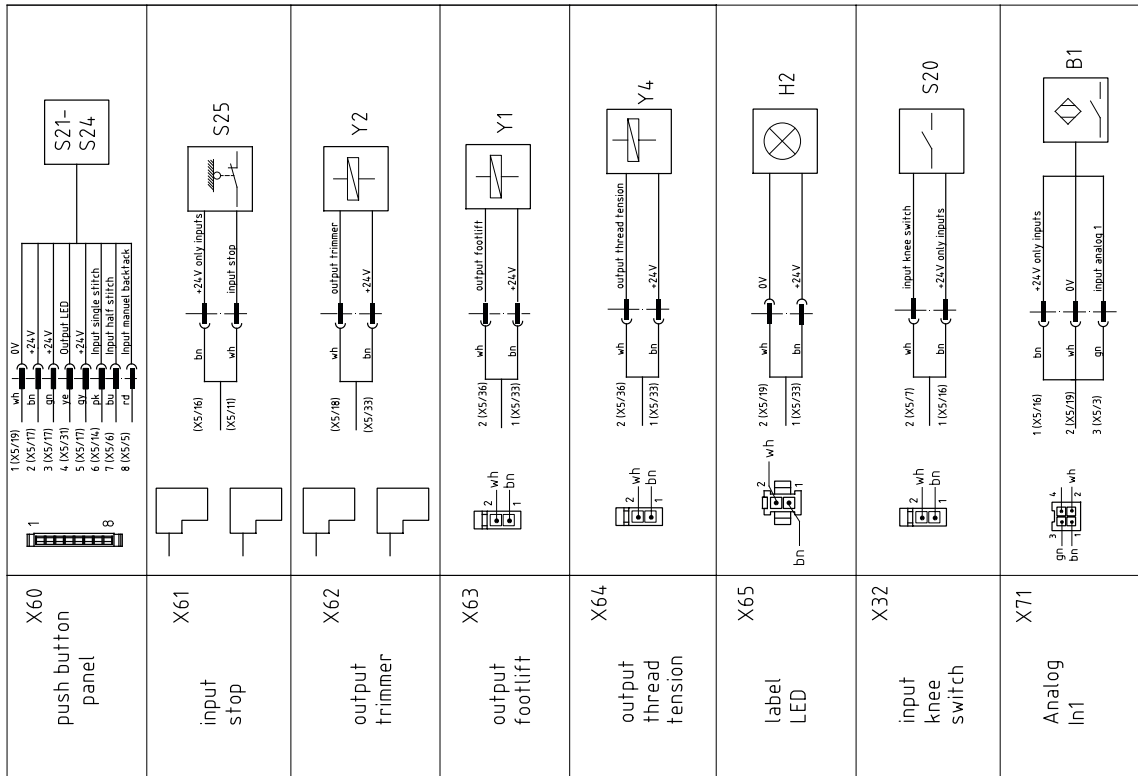 X60
push button
panel
1
8
1 (X5/19) wh 0V
2 (X5/17) bn +24V
3 (X5/17) gn +24V
4 (X5/31) ye Output LED
5 (X5/17) gy +24V
6 (X5/14) pk Input single stitch
7 (X5/6) bu Input half stitch
8 (X5/5) rd Input manuel backtack
S21-
S24
X61
input
stop
(X5/16) bn +24V only inputs
(X5/11) wh input stop
S25
X62
output
trimmer
(X5/18) wh output trimmer
(X5/33) bn +24V
Y2
X63
output
footlift
2 wh
1 bn
2 (X5/36) wh output footlift
1 (X5/33) bn +24V
Y1
X64
output
thread
tension
2 wh
1 bn
2 (X5/36) wh output thread tension
1 (X5/33) bn +24V
Y4
X65
label
LED
2 wh
1 bn
2 (X5/19) wh 0V
1 (X5/33) bn +24V
H2
X32
input
knee
switch
2 wh
1 bn
2 (X5/7) wh input knee switch
1 (X5/16) bn +24V only inputs
S20
X71
Analog
In1
3 4
gn wh
bn 1 2
1 (X5/16) bn +24V only inputs
2 (X5/19) wh 0V
3 (X5/3) gn input analog 1
B1